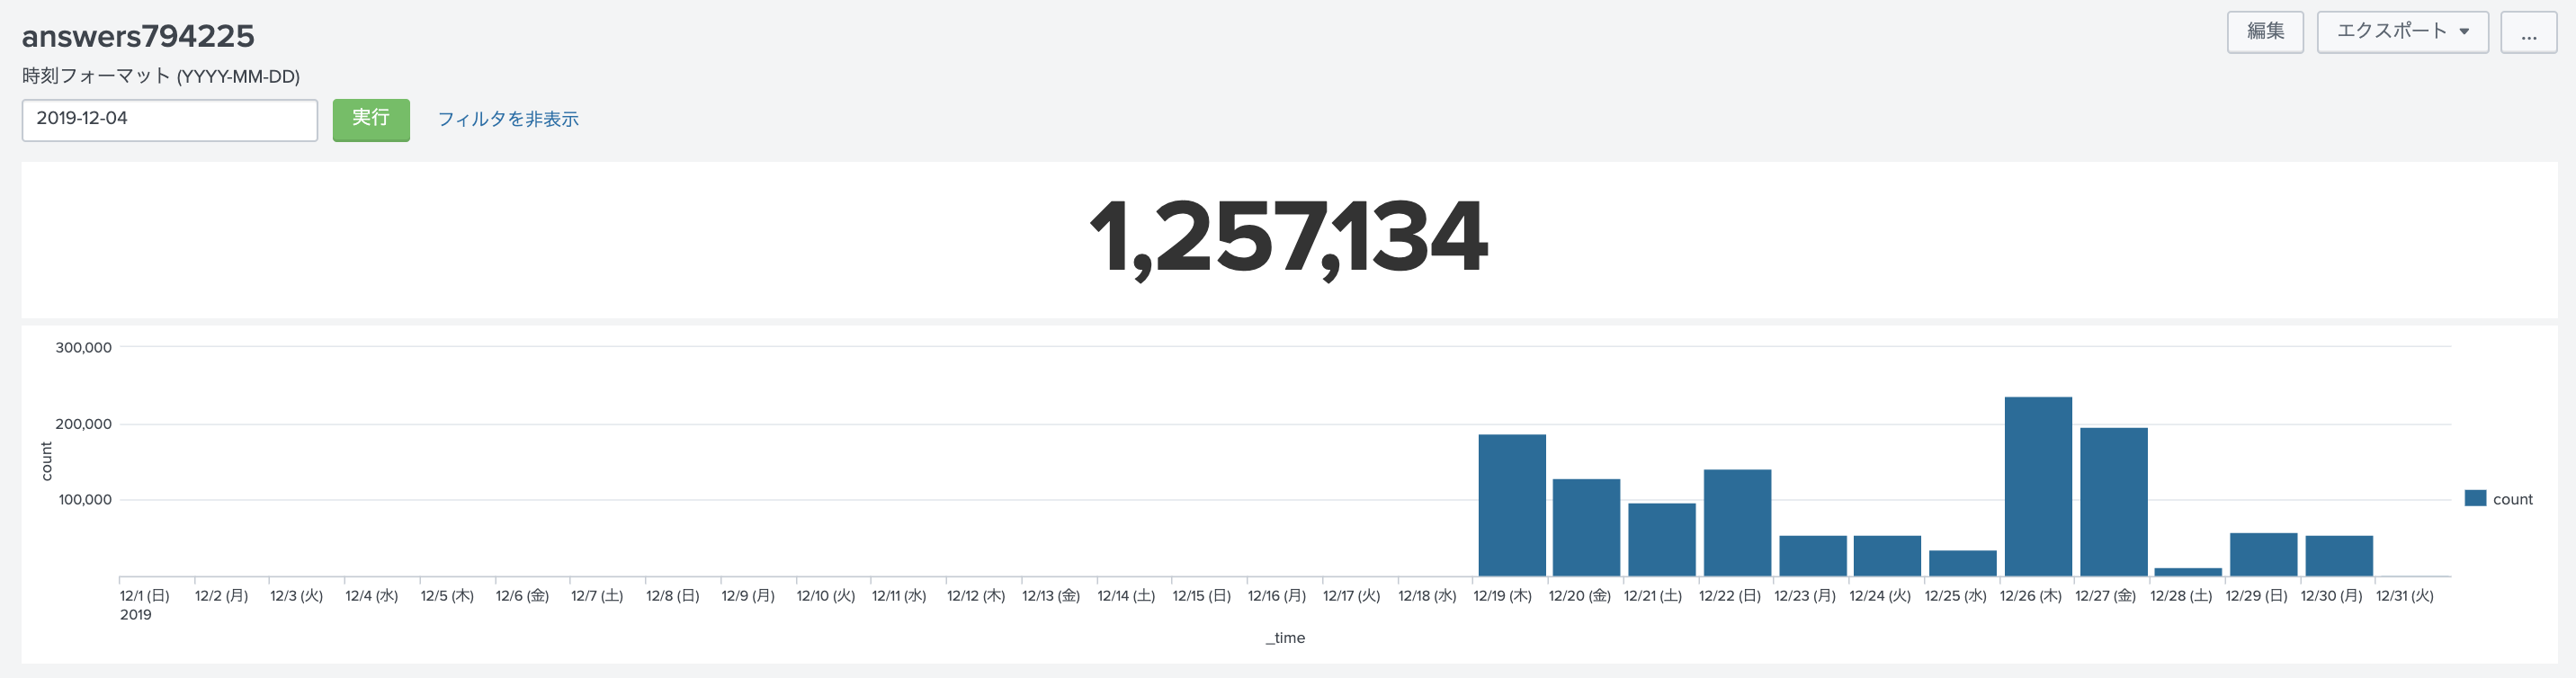 answers794225
編集
エクスポート
...
時刻フォーマット (YYYY-MM-DD)
2019-12-04
実行
フィルタを非表示
1,257,134
300,000
200,000
100,000
count
count
12/1 (日) 12/2 (月) 12/3 (火) 12/4 (水) 12/5 (木) 12/6 (金) 12/7 (土) 12/8 (日) 12/9 (月) 12/10 (火) 12/11 (水) 12/12 (木) 12/13 (金) 12/14 (土) 12/15 (日) 12/16 (月) 12/17 (火) 12/18 (水) 12/19 (木) 12/20 (金) 12/21 (土) 12/22 (日) 12/23 (月) 12/24 (火) 12/25 (水) 12/26 (木) 12/27 (金) 12/28 (土) 12/29 (日) 12/30 (月) 12/31 (火)
2019
_time